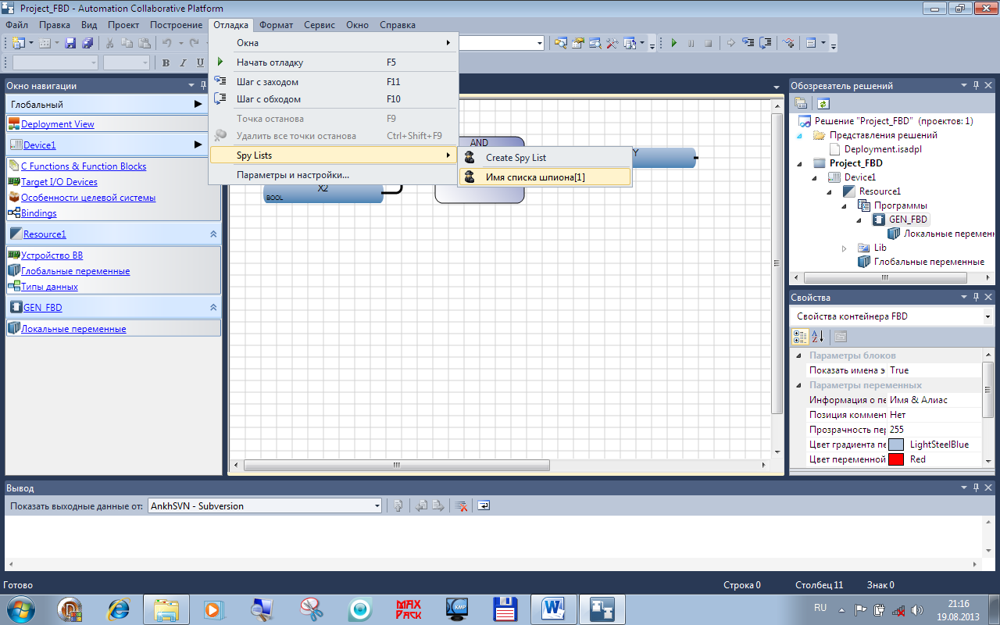 Project_FBD - Automation Collaborative Platform
Файл Правка Вид Проект Построение Отладка Формат Сервис Окно Справка
B I U
Окна
Начать отладку F5
Шаг с заходом F11
Шаг с обходом F10
Точка останова F9
Удалить все точки останова Ctrl+Shift+F9
Spy Lists
Параметры и настройки...
Create Spy List
Имя списка шпиона[1]
Окно навигации
Глобальный
Deployment View
Device1
C Functions & Function Blocks
Target I/O Devices
Особенности целевой системы
Bindings
Resource1
Устройство ВВ
Глобальные переменные
Типы данных
GEN_FBD
Локальные переменные
AND
Y
X2
BOOL
Обозреватель решений
Решение "Project_FBD" (проектов: 1)
Представления решений
Deployment.isadpl
Project_FBD
Device1
Resource1
Программы
GEN_FBD
Локальные перемен
Lib
Глобальные переменные
Свойства
Свойства контейнера FBD
Параметры блоков
Показать имена э True
Параметры переменных
Информация о пе Имя & Алиас
Позиция коммент Нет
Прозрачность пер 255
Цвет градиента пе LightSteelBlue
Цвет переменной Red
Вывод
Показать выходные данные от: AnkhSVN - Subversion
Готово Строка 0 Столбец 11 Знак 0
MAX PACK
KMP
W
RU
21:16
19.08.2013